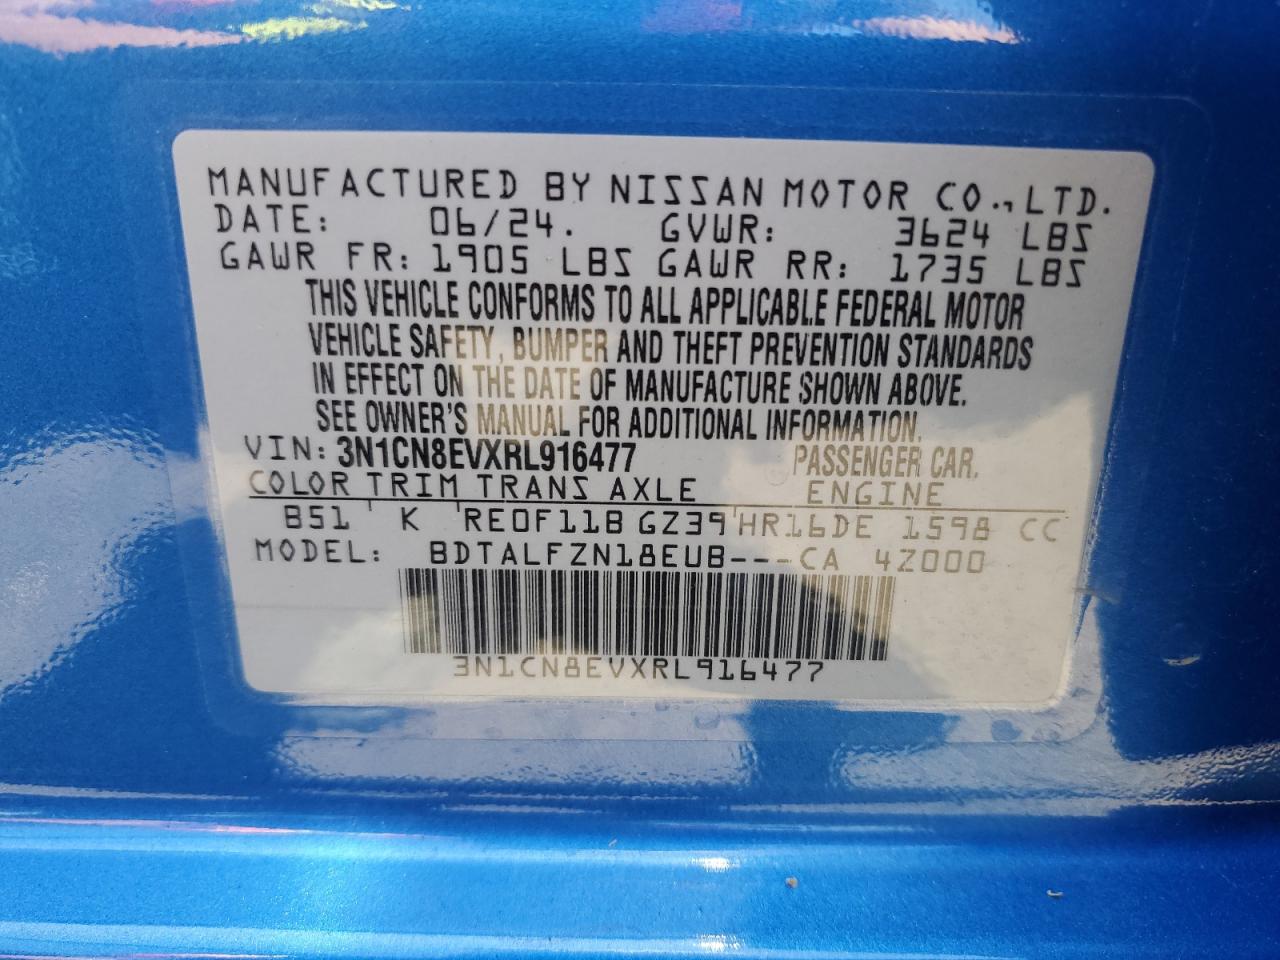 MANUFACTURED BY NISSAN MOTOR CO., LTD.
DATE: 06/24. GVWR: 3624 LBS
GAWR FR: 1905 LBS GAWR RR: 1735 LBS
THIS VEHICLE CONFORMS TO ALL APPLICABLE FEDERAL MOTOR
VEHICLE SAFETY, BUMPER AND THEFT PREVENTION STANDARDS
IN EFFECT ON THE DATE OF MANUFACTURE SHOWN ABOVE.
SEE OWNER'S MANUAL FOR ADDITIONAL INFORMATION.
VIN: 3N1CN8EVXRL916477 PASSENGER CAR.
COLOR TRIM TRANS AXLE ENGINE
B51 ' K 'RE0F11B GZ39'HR16DE 1598 CC
MODEL: BDTALFZN18EUB---CA 4Z000
3N1CN8EVXRL916477